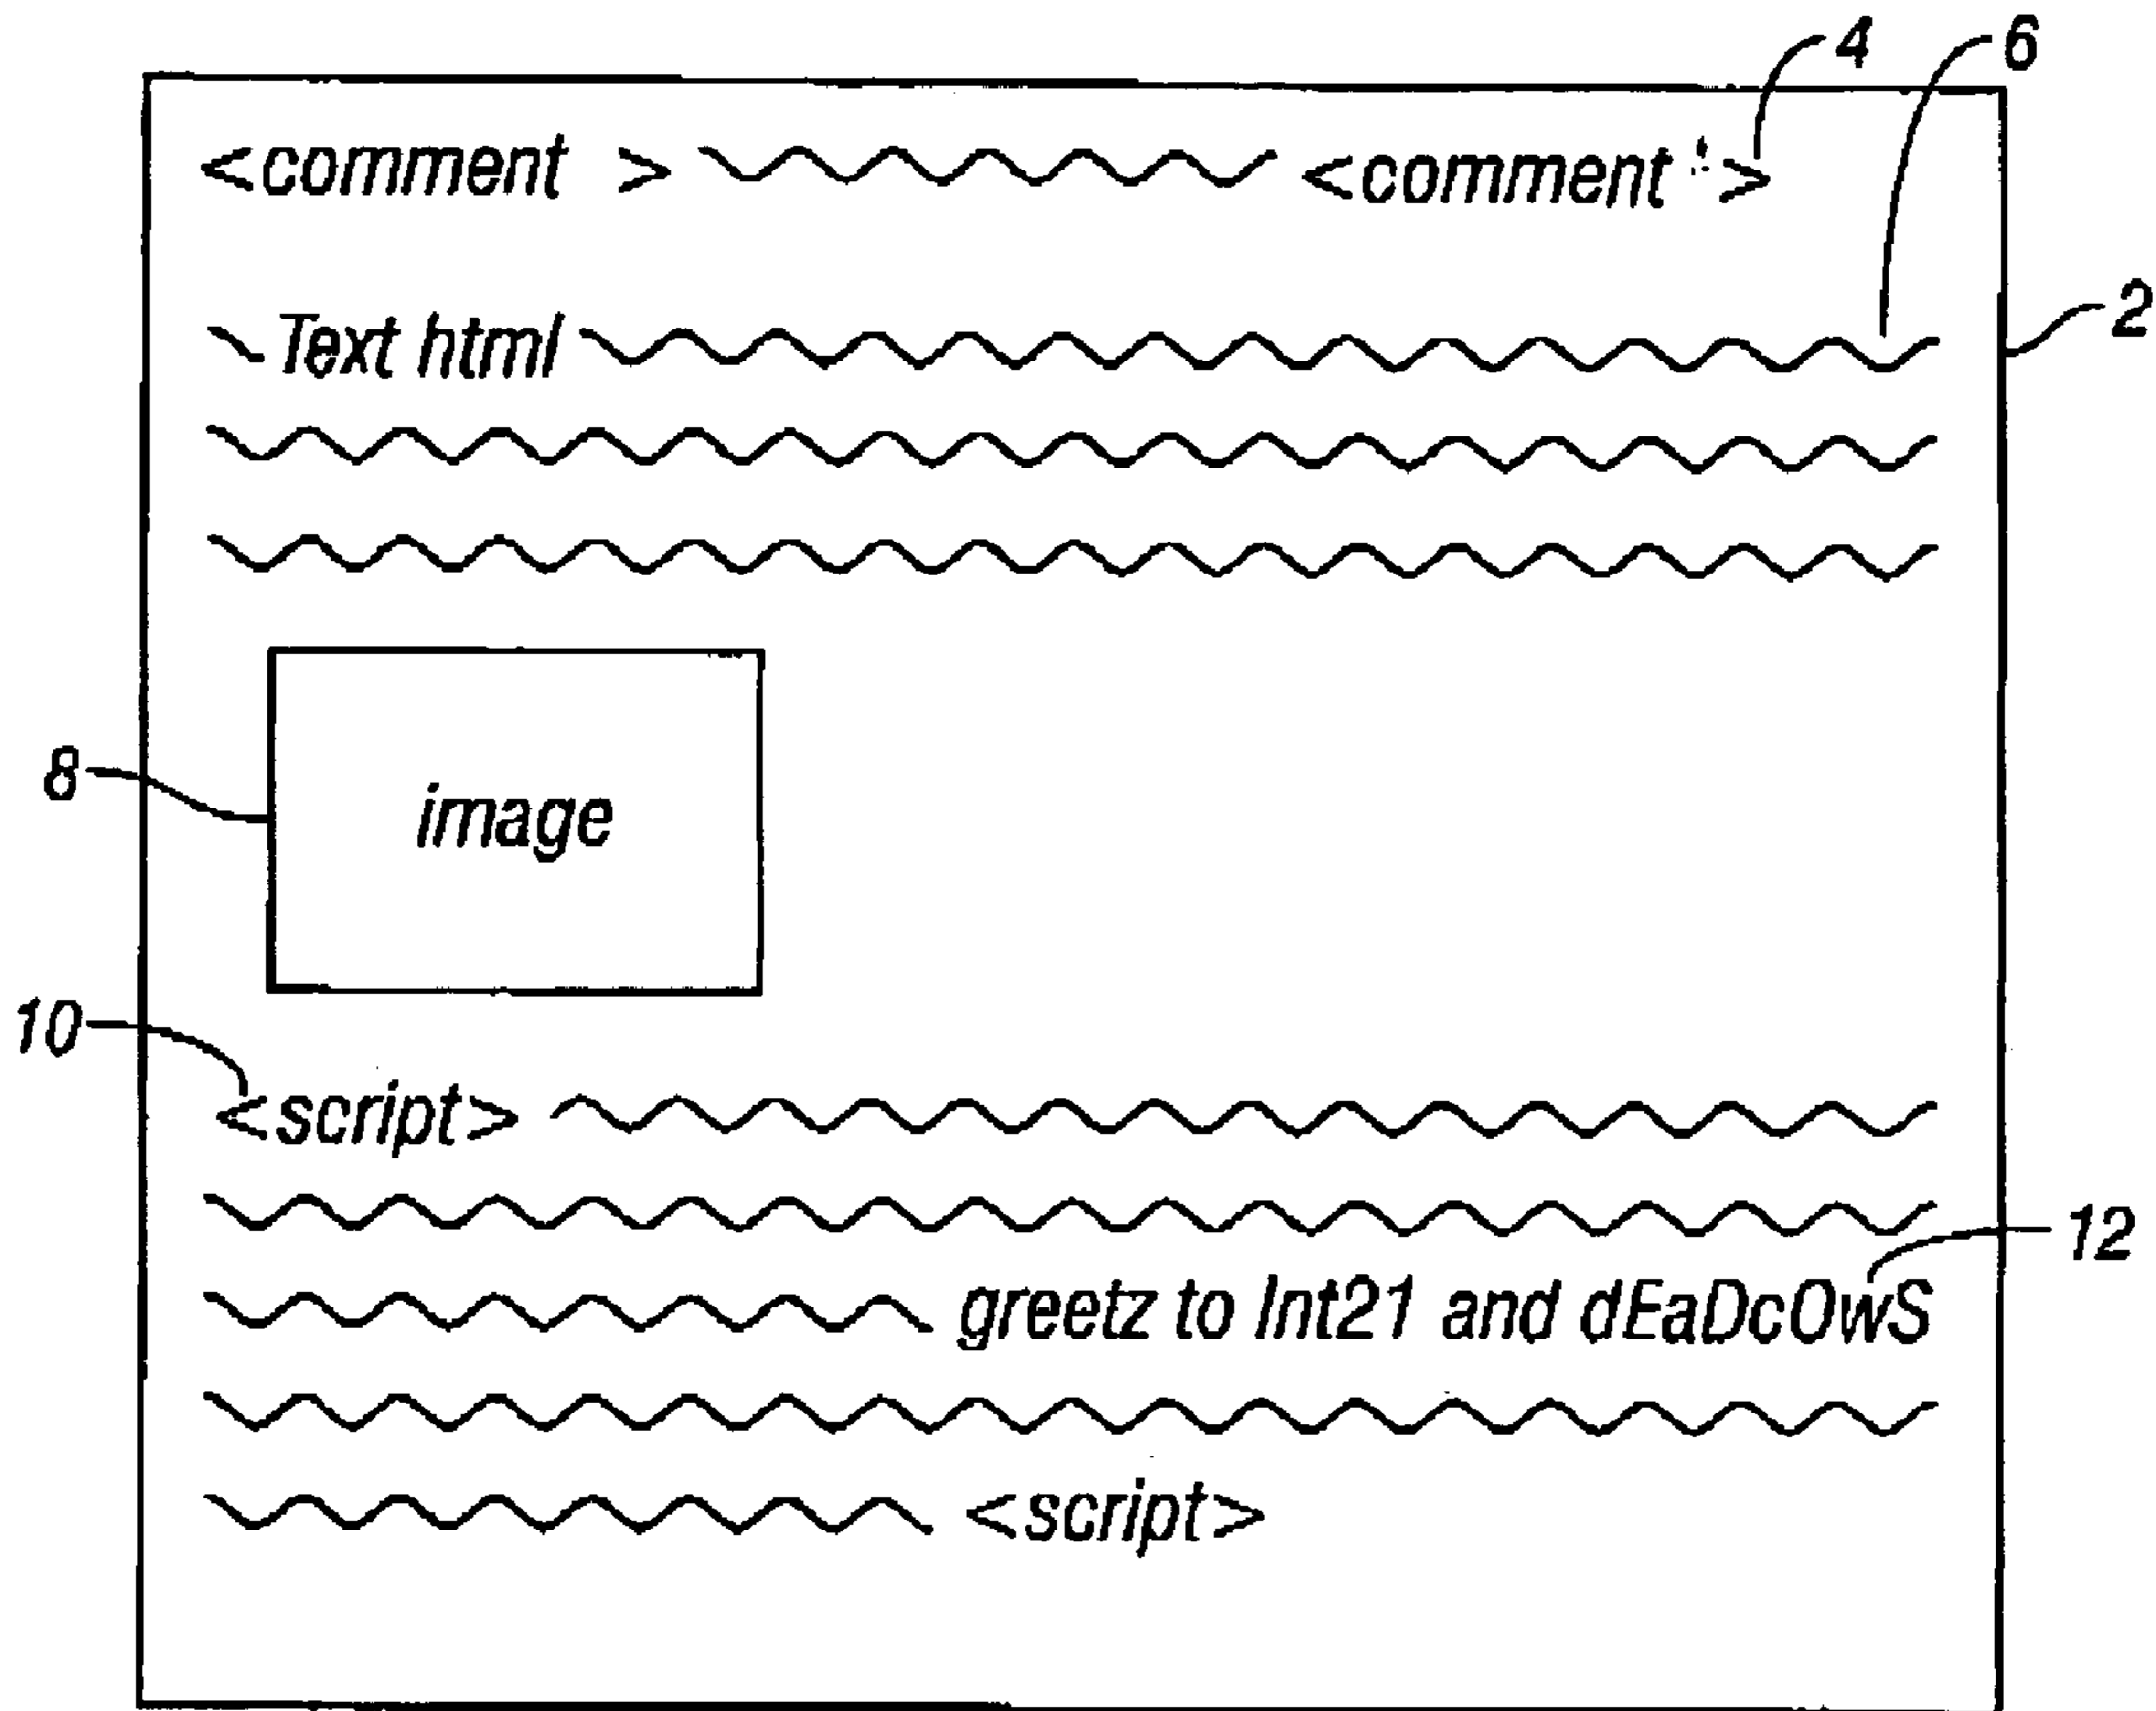 4 6
<comment > <comment '>
Text html
2
8
image
10
<script>
12
greetz to Int21 and dEaDcOwS
<script>